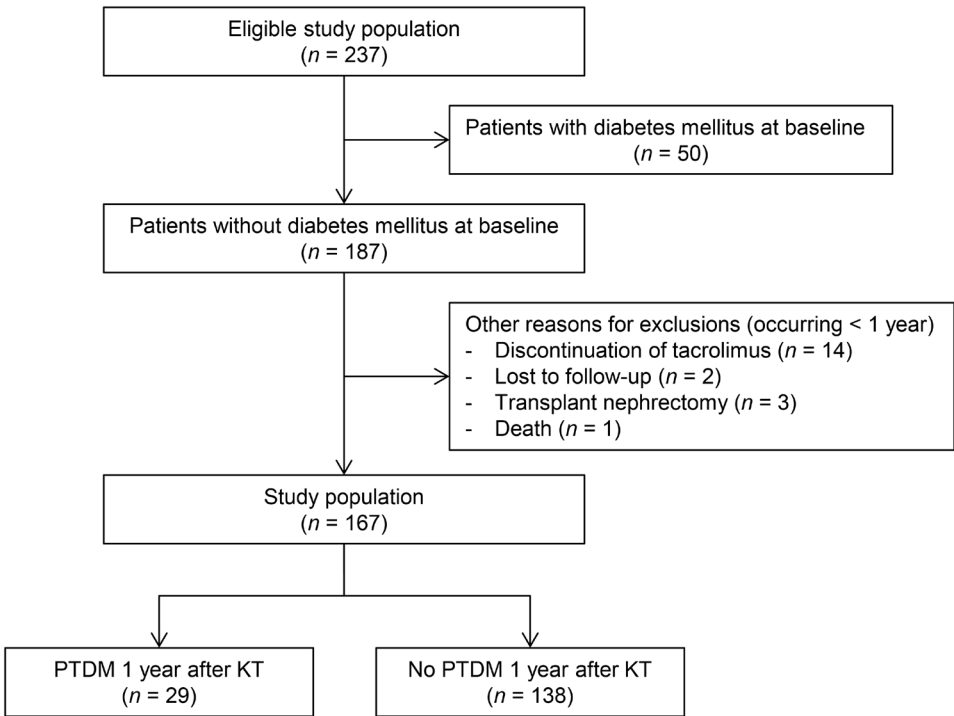 Eligible study population
(n = 237)
Patients with diabetes mellitus at baseline
(n = 50)
Patients without diabetes mellitus at baseline
(n = 187)
Other reasons for exclusions (occurring < 1 year)
- Discontinuation of tacrolimus (n = 14)
- Lost to follow-up (n = 2)
- Transplant nephrectomy (n = 3)
- Death (n = 1)
Study population
(n = 167)
PTDM 1 year after KT
(n = 29)
No PTDM 1 year after KT
(n = 138)